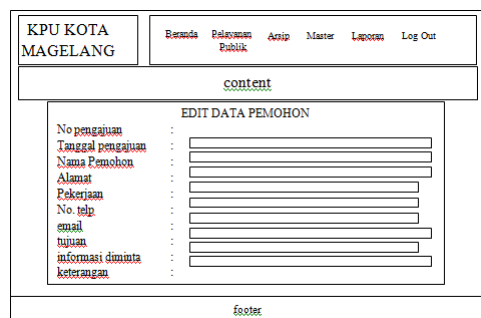 KPU KOTA
MAGELANG
Beranda Pelayanan Publik Arsip Master Laporan Log Out
content
EDIT DATA PEMOHON
No pengajuan :
Tanggal pengajuan :
Nama Pemohon :
Alamat :
Pekerjaan :
No. telp :
email :
tujuan :
informasi diminta :
keterangan :
footer